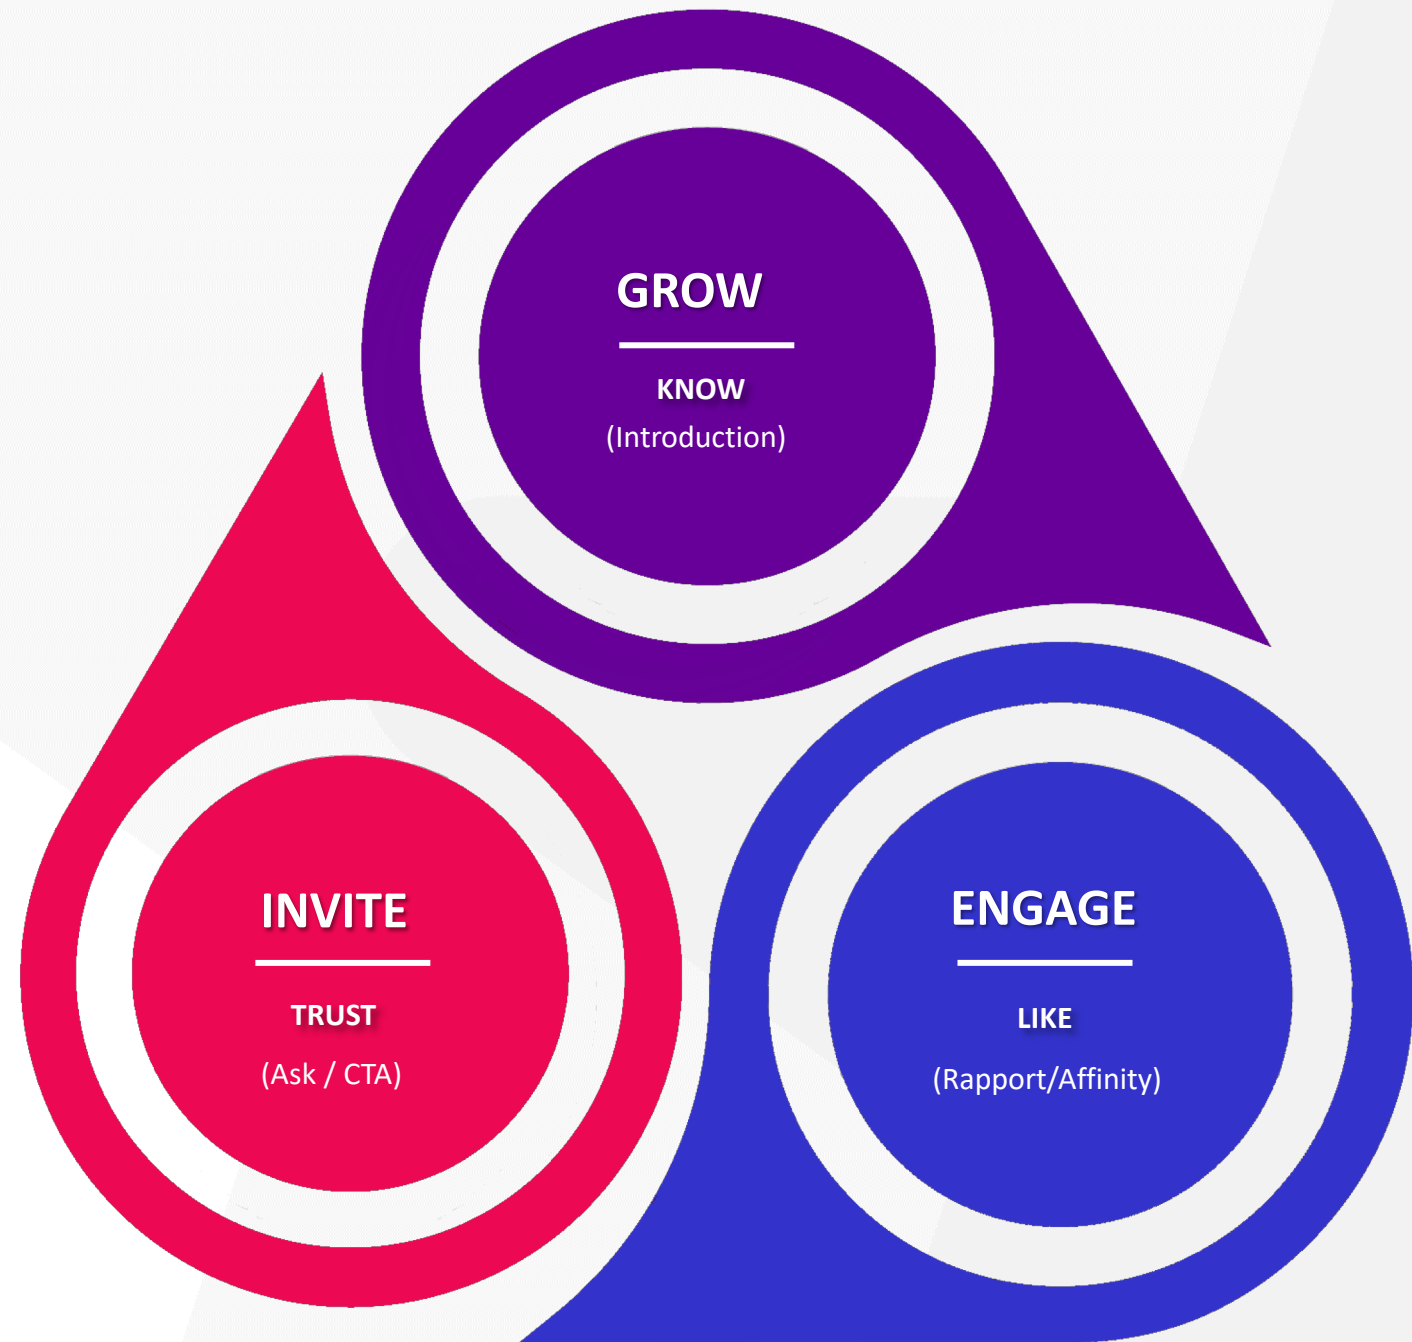 GROW
KNOW
(Introduction)
INVITE
TRUST
(Ask / CTA)
ENGAGE
LIKE
(Rapport/Affinity)